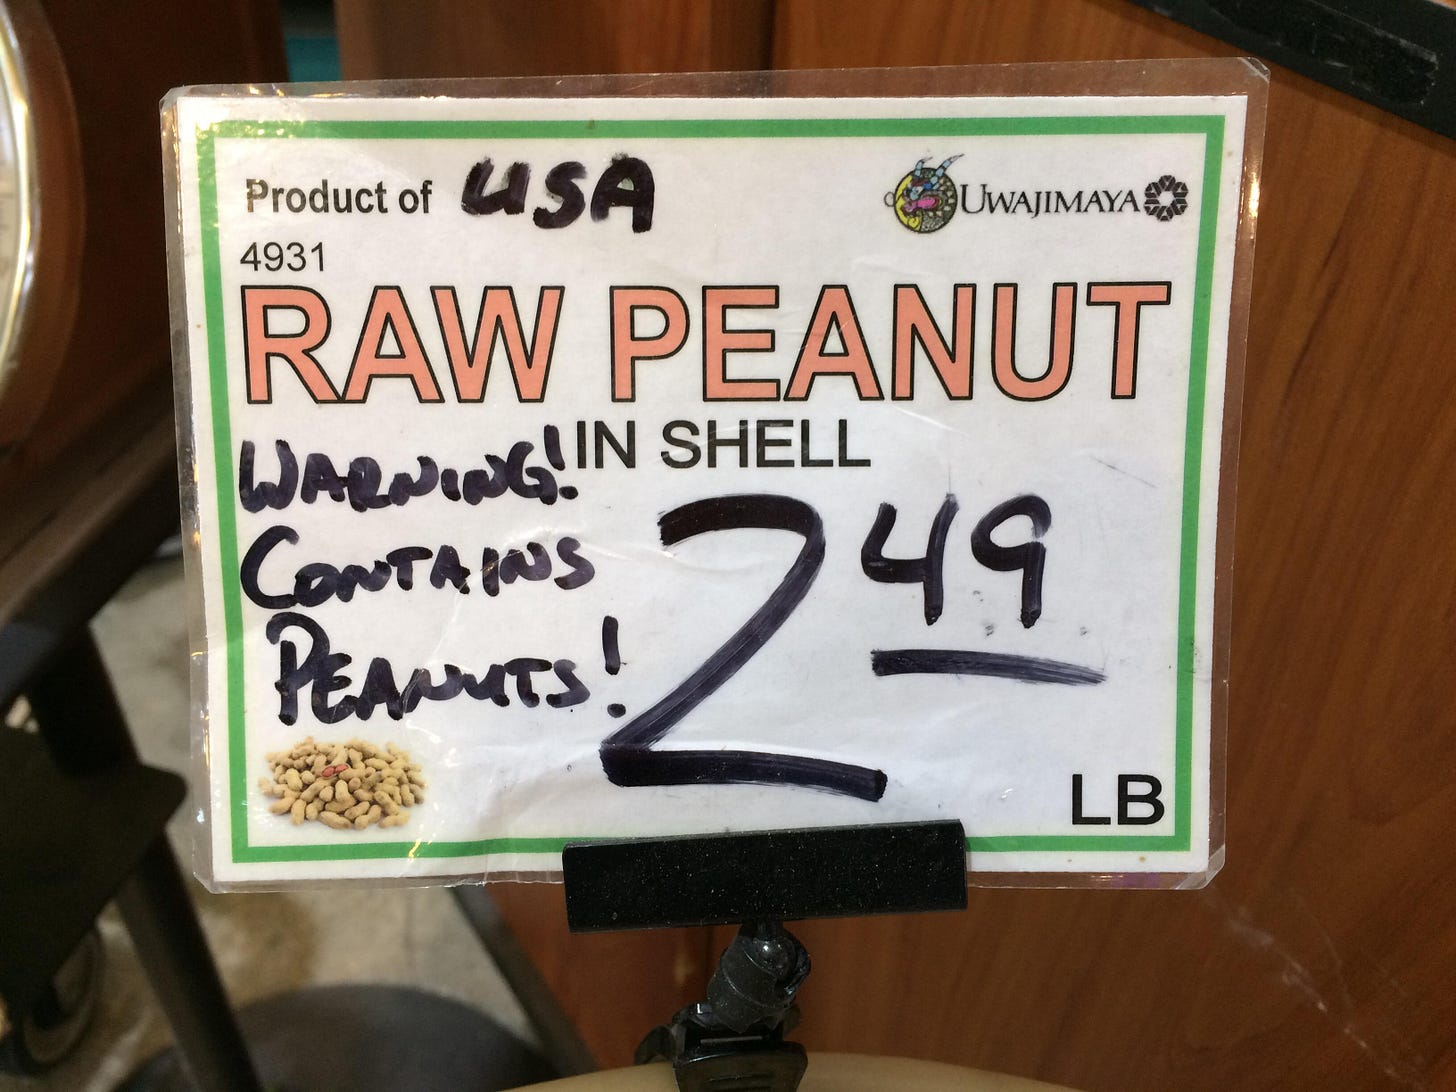 Product of USA
UWAJIMAYA
4931
RAW PEANUT
IN SHELL
WARNING!
CONTAINS
PEANUTS!
2 49
LB